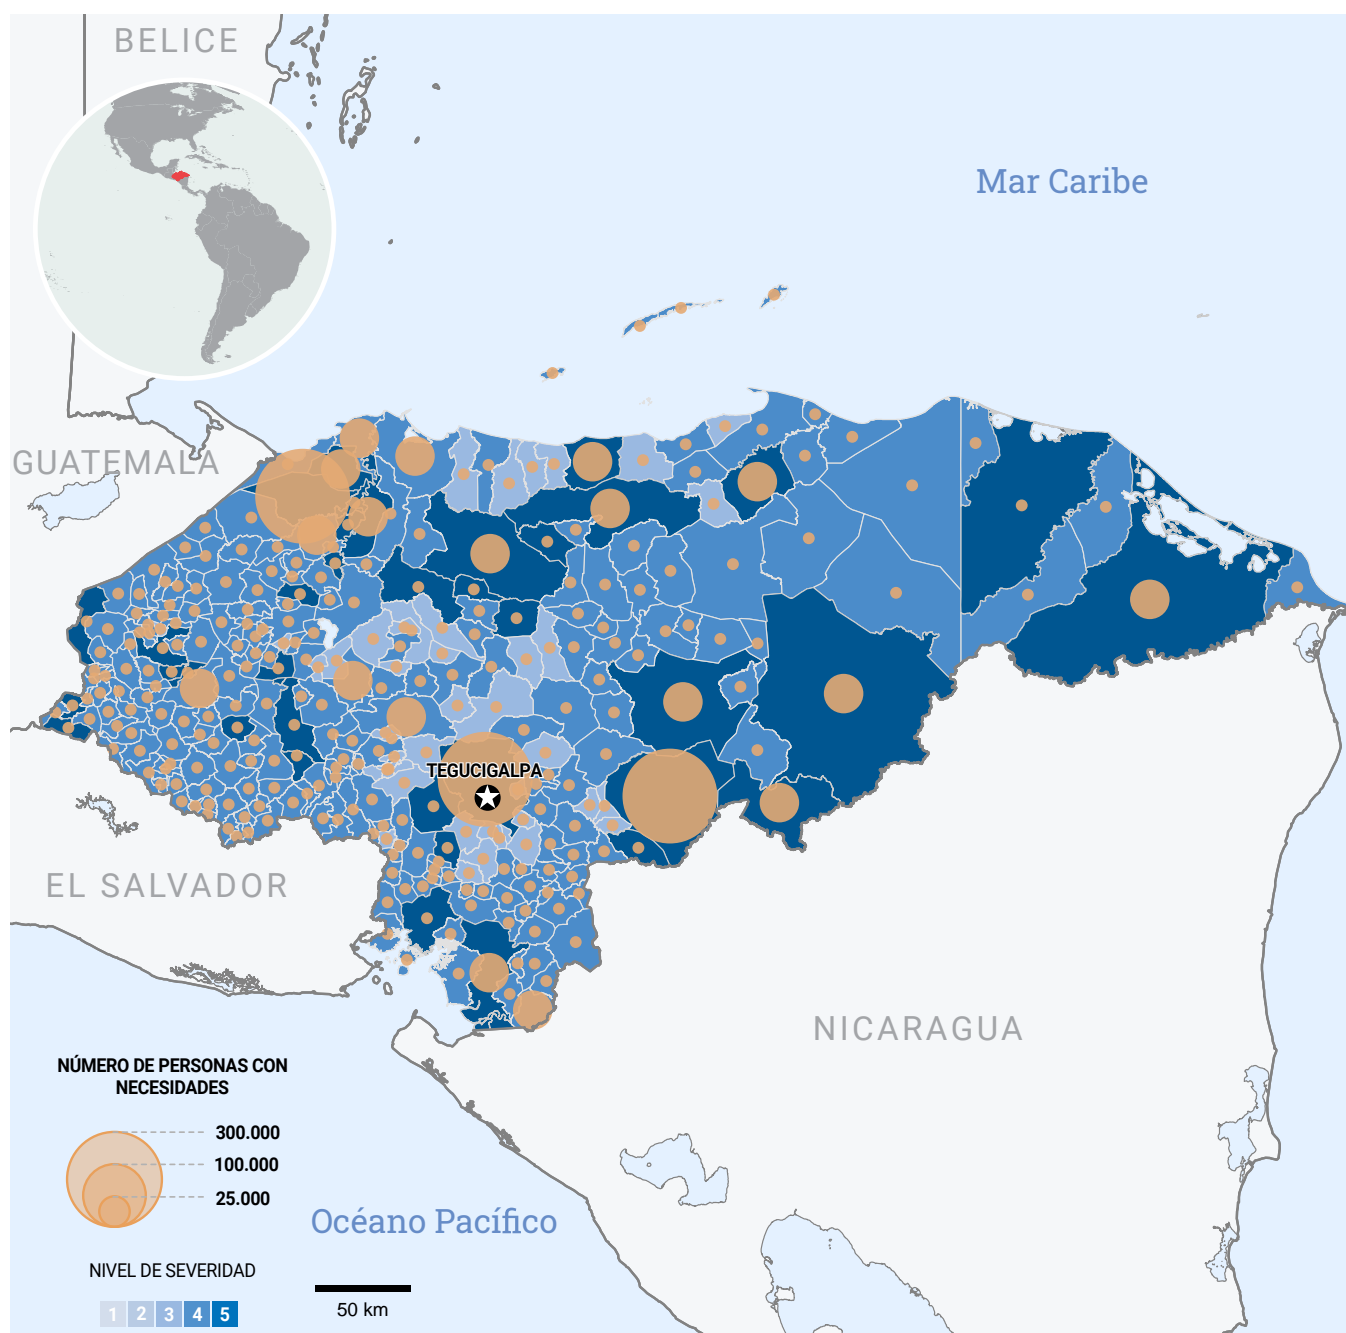 BELICE
Mar Caribe
GUATEMALA
TEGUCIGALPA
EL SALVADOR
NICARAGUA
NÚMERO DE PERSONAS CON
NECESIDADES
300.000
100.000
25.000
Océano Pacífico
NIVEL DE SEVERIDAD
1 2 3 4 5
50 km